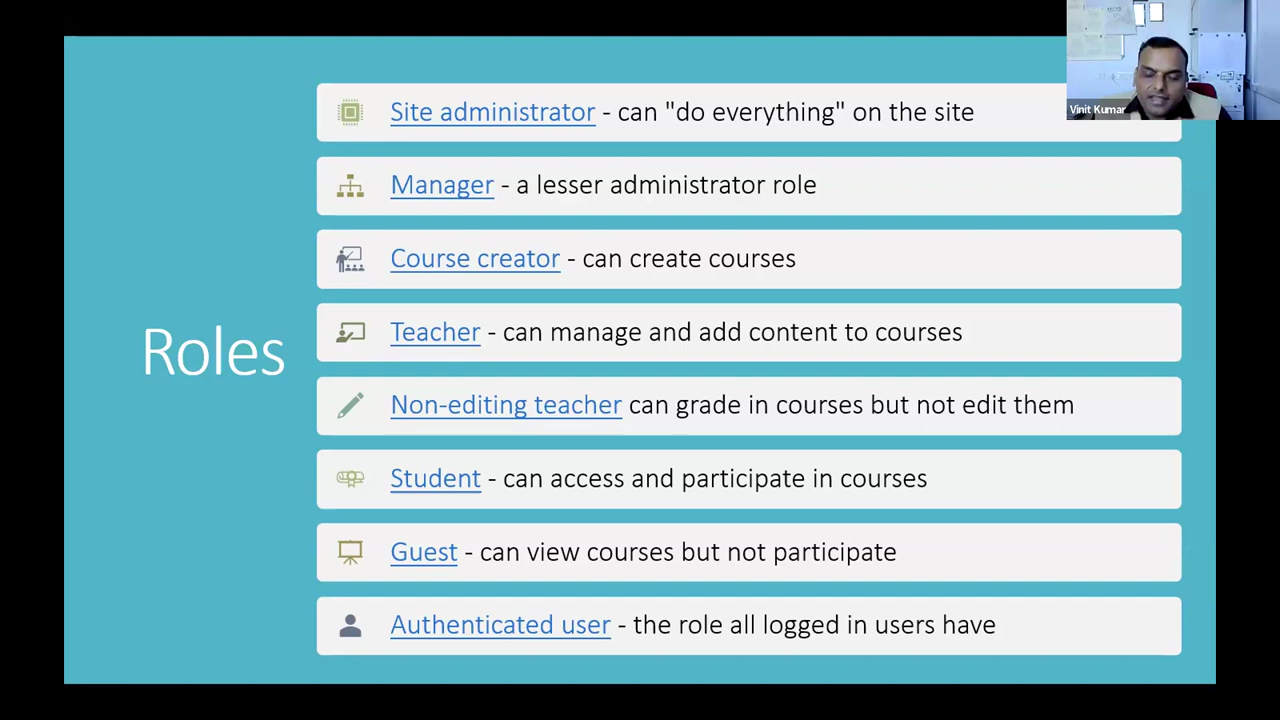 Vinit Kumar
Site administrator - can "do everything" on the site
Manager - a lesser administrator role
Course creator - can create courses
Roles
Teacher - can manage and add content to courses
Non-editing teacher can grade in courses but not edit them
Student - can access and participate in courses
Guest - can view courses but not participate
Authenticated user - the role all logged in users have